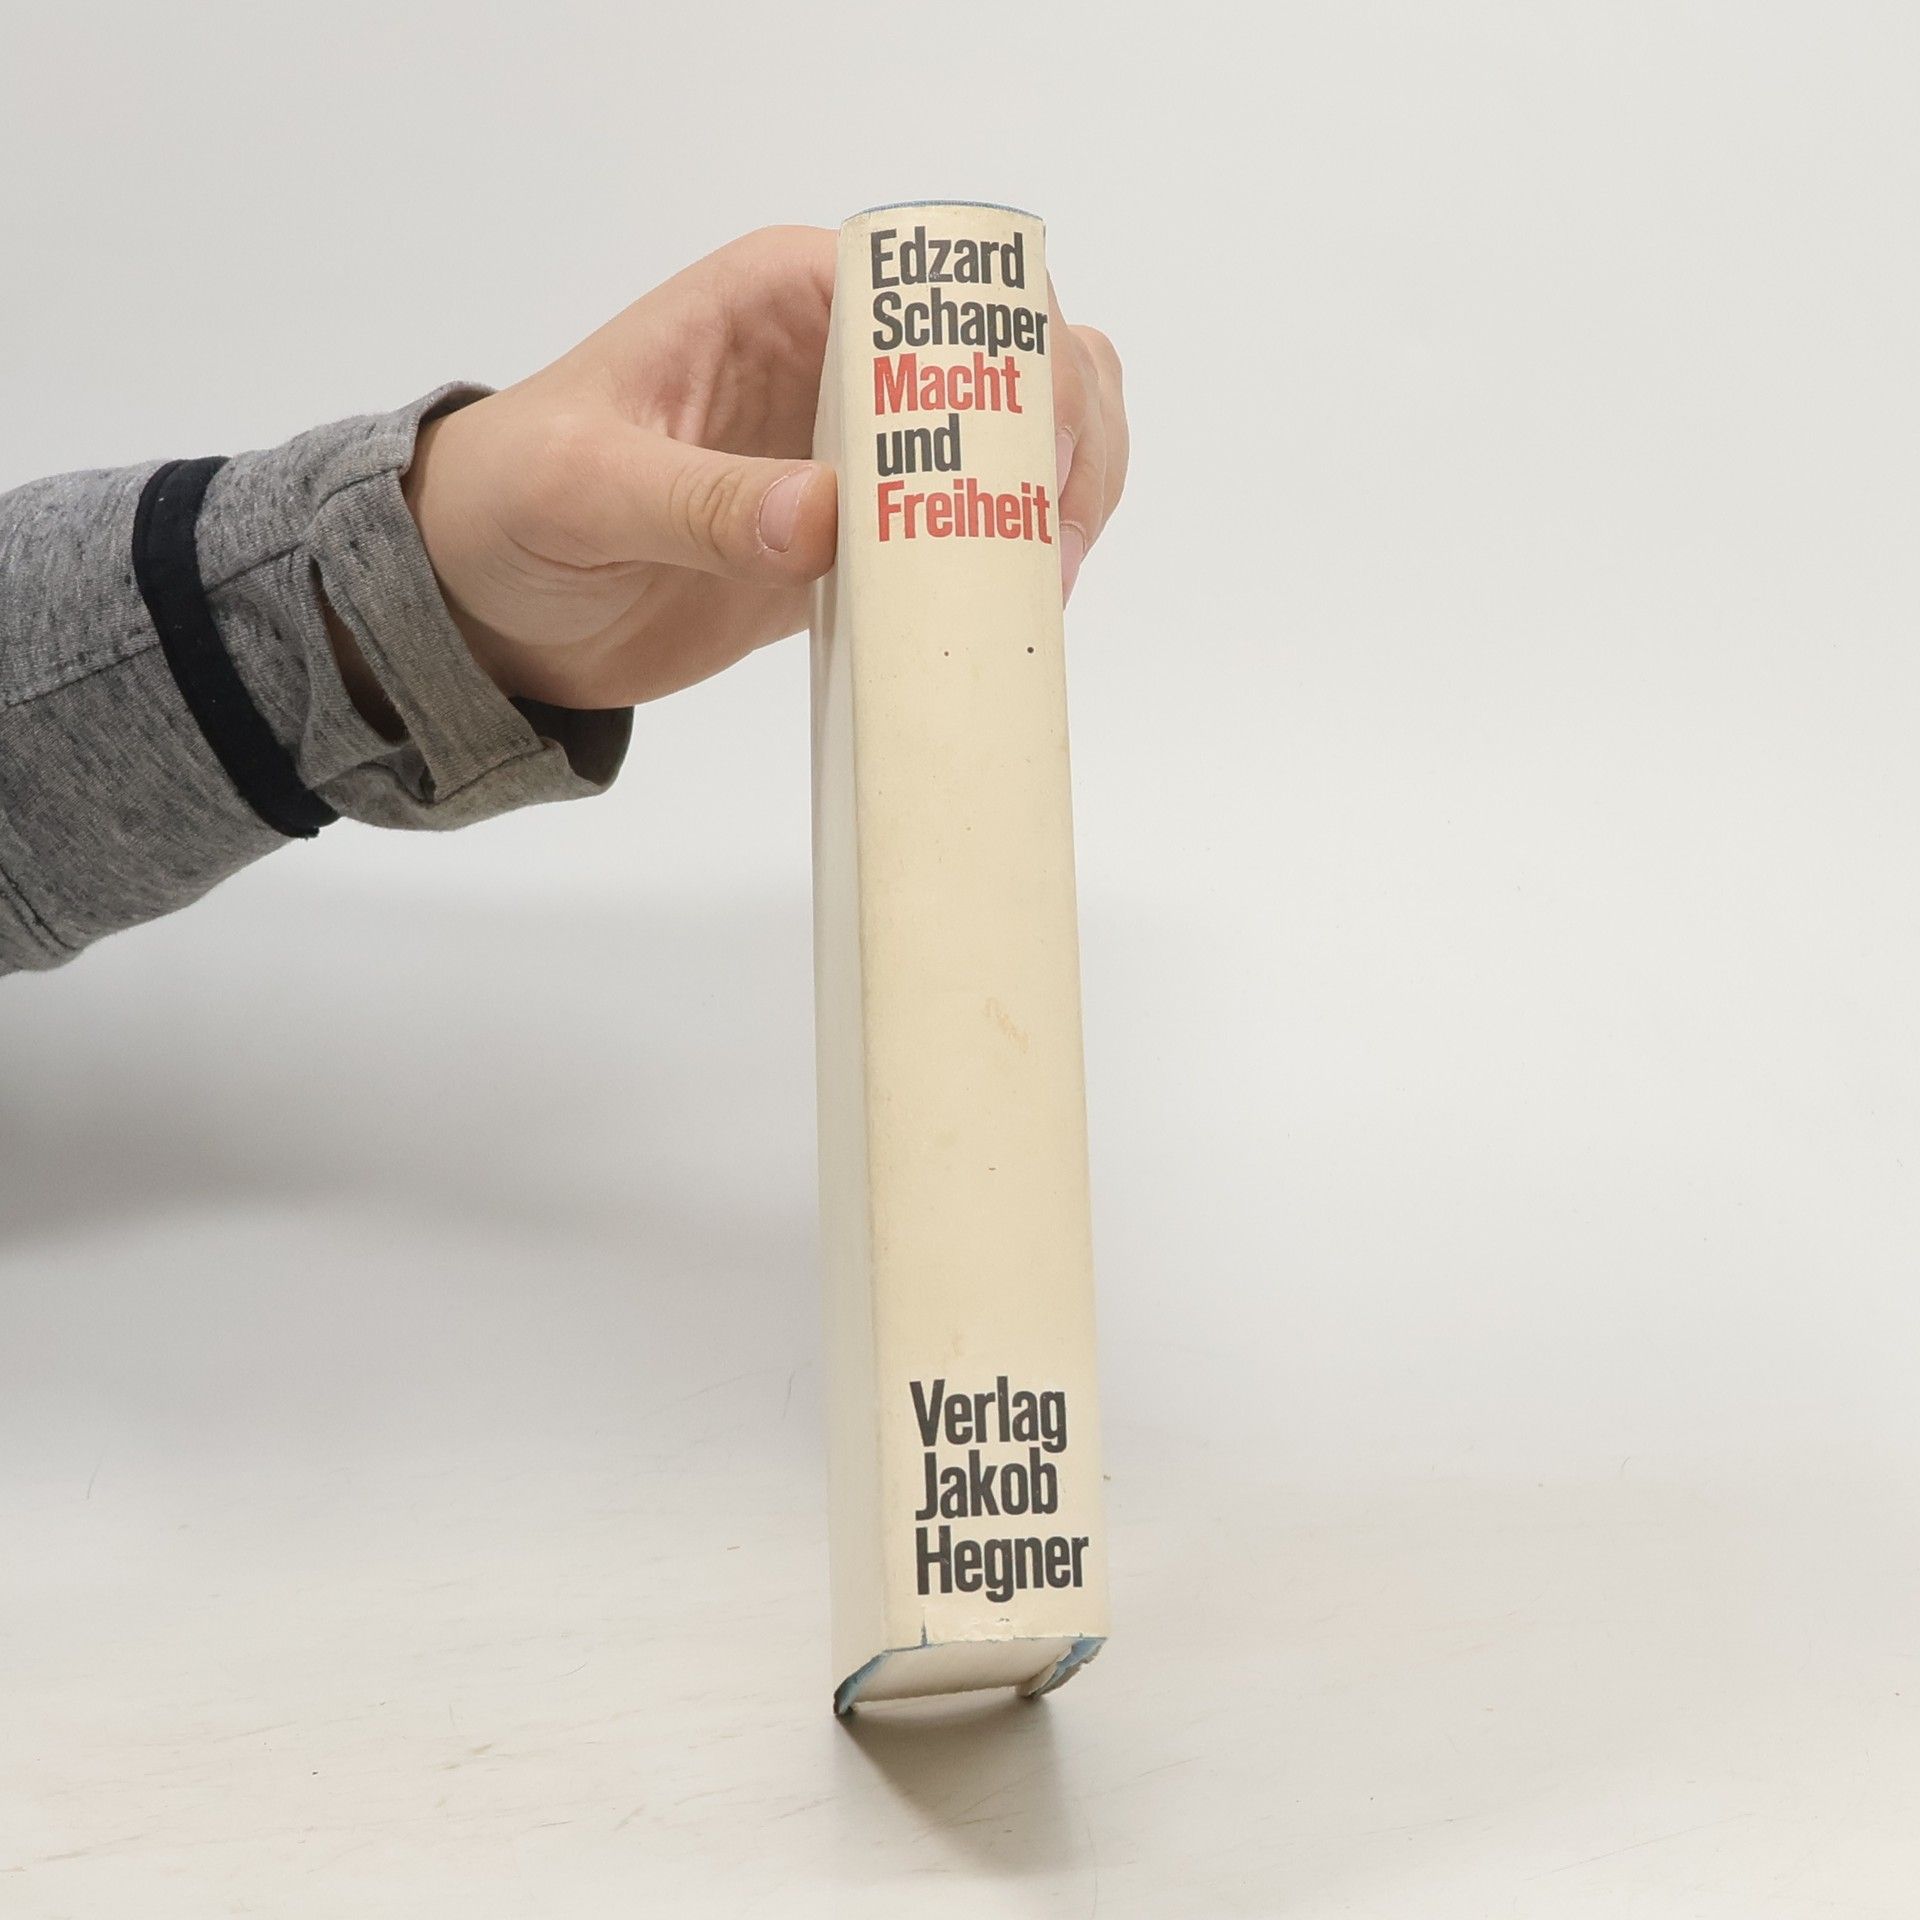 Edzard
Schaper
Macht
und
Freiheit
Verlag
Jakob
Hegner